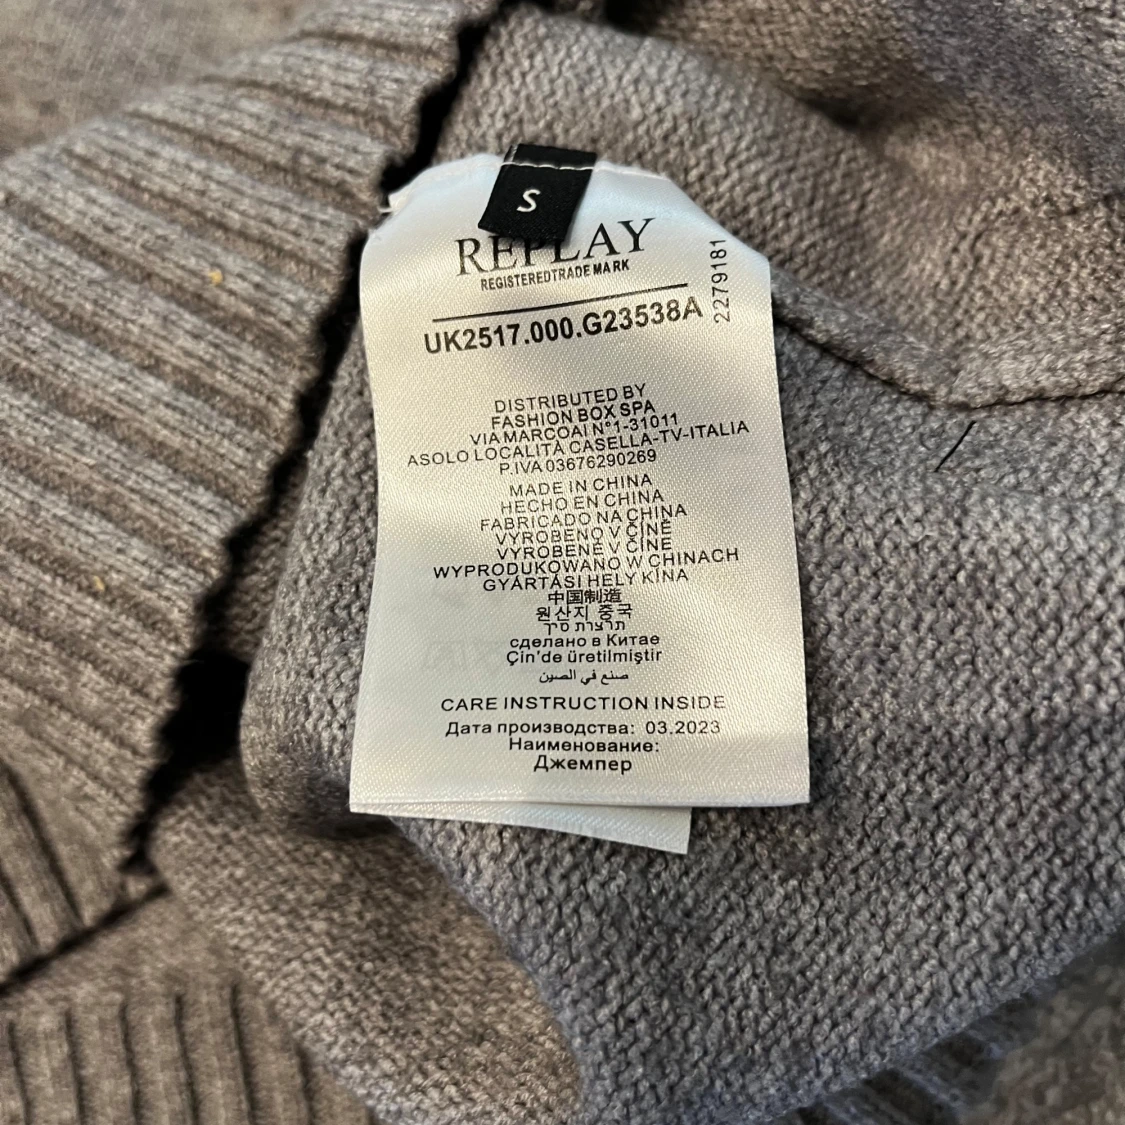 S
REPLAY
REGISTEREDTRADE MARK
2279181
UK2517.000.G23538A
DISTRIBUTED BY
FASHION BOX SPA
VIA MARCOAI N°1-31011
ASOLO LOCALITÀ CASELLA-TV-ITALIA
P.IVA 03676290269
MADE IN CHINA
HECHO EN CHINA
FABRICADO NA CHINA
VYROBENO V ČÍNĚ
VYROBENÉ V ČÍNE
WYPRODUKOWANO W CHINACH
GYÁRTÁSI HELY KÍNA
中国制造
원산지 중국
תרצרת סיך
сделано в Китае
Çin'de üretilmiştir
صنع في الصين
CARE INSTRUCTION INSIDE
Дата производства: 03.2023
Наименование:
Джемпер